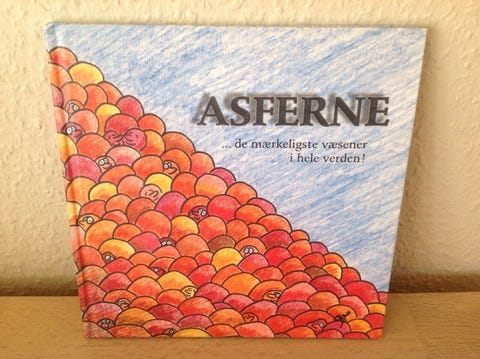 ASFERNE
... de mærkeligste væsener
i hele verden!